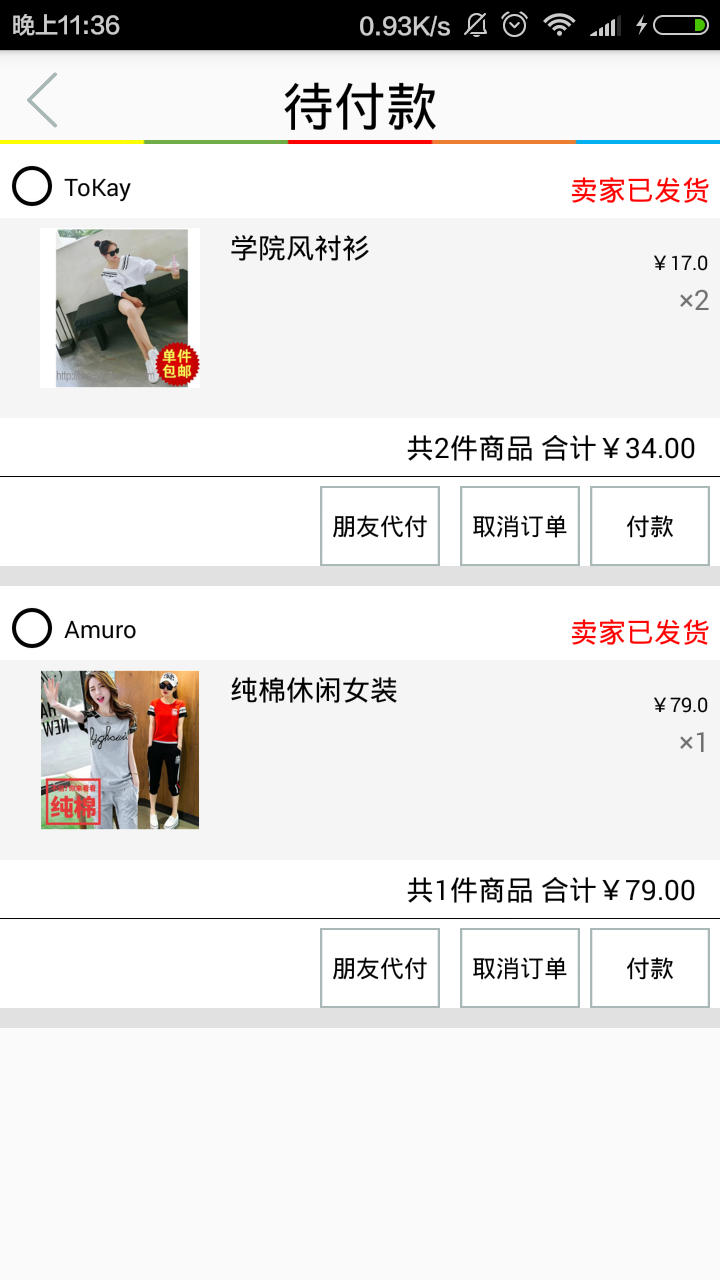 晚上11:36
0.93K/s
待付款
ToKay
卖家已发货
学院风衬衫
￥17.0
×2
单件
包邮
http://
共2件商品 合计￥34.00
朋友代付
取消订单
付款
Amuro
卖家已发货
纯棉休闲女装
￥79.0
×1
纯棉
共1件商品 合计￥79.00
朋友代付
取消订单
付款